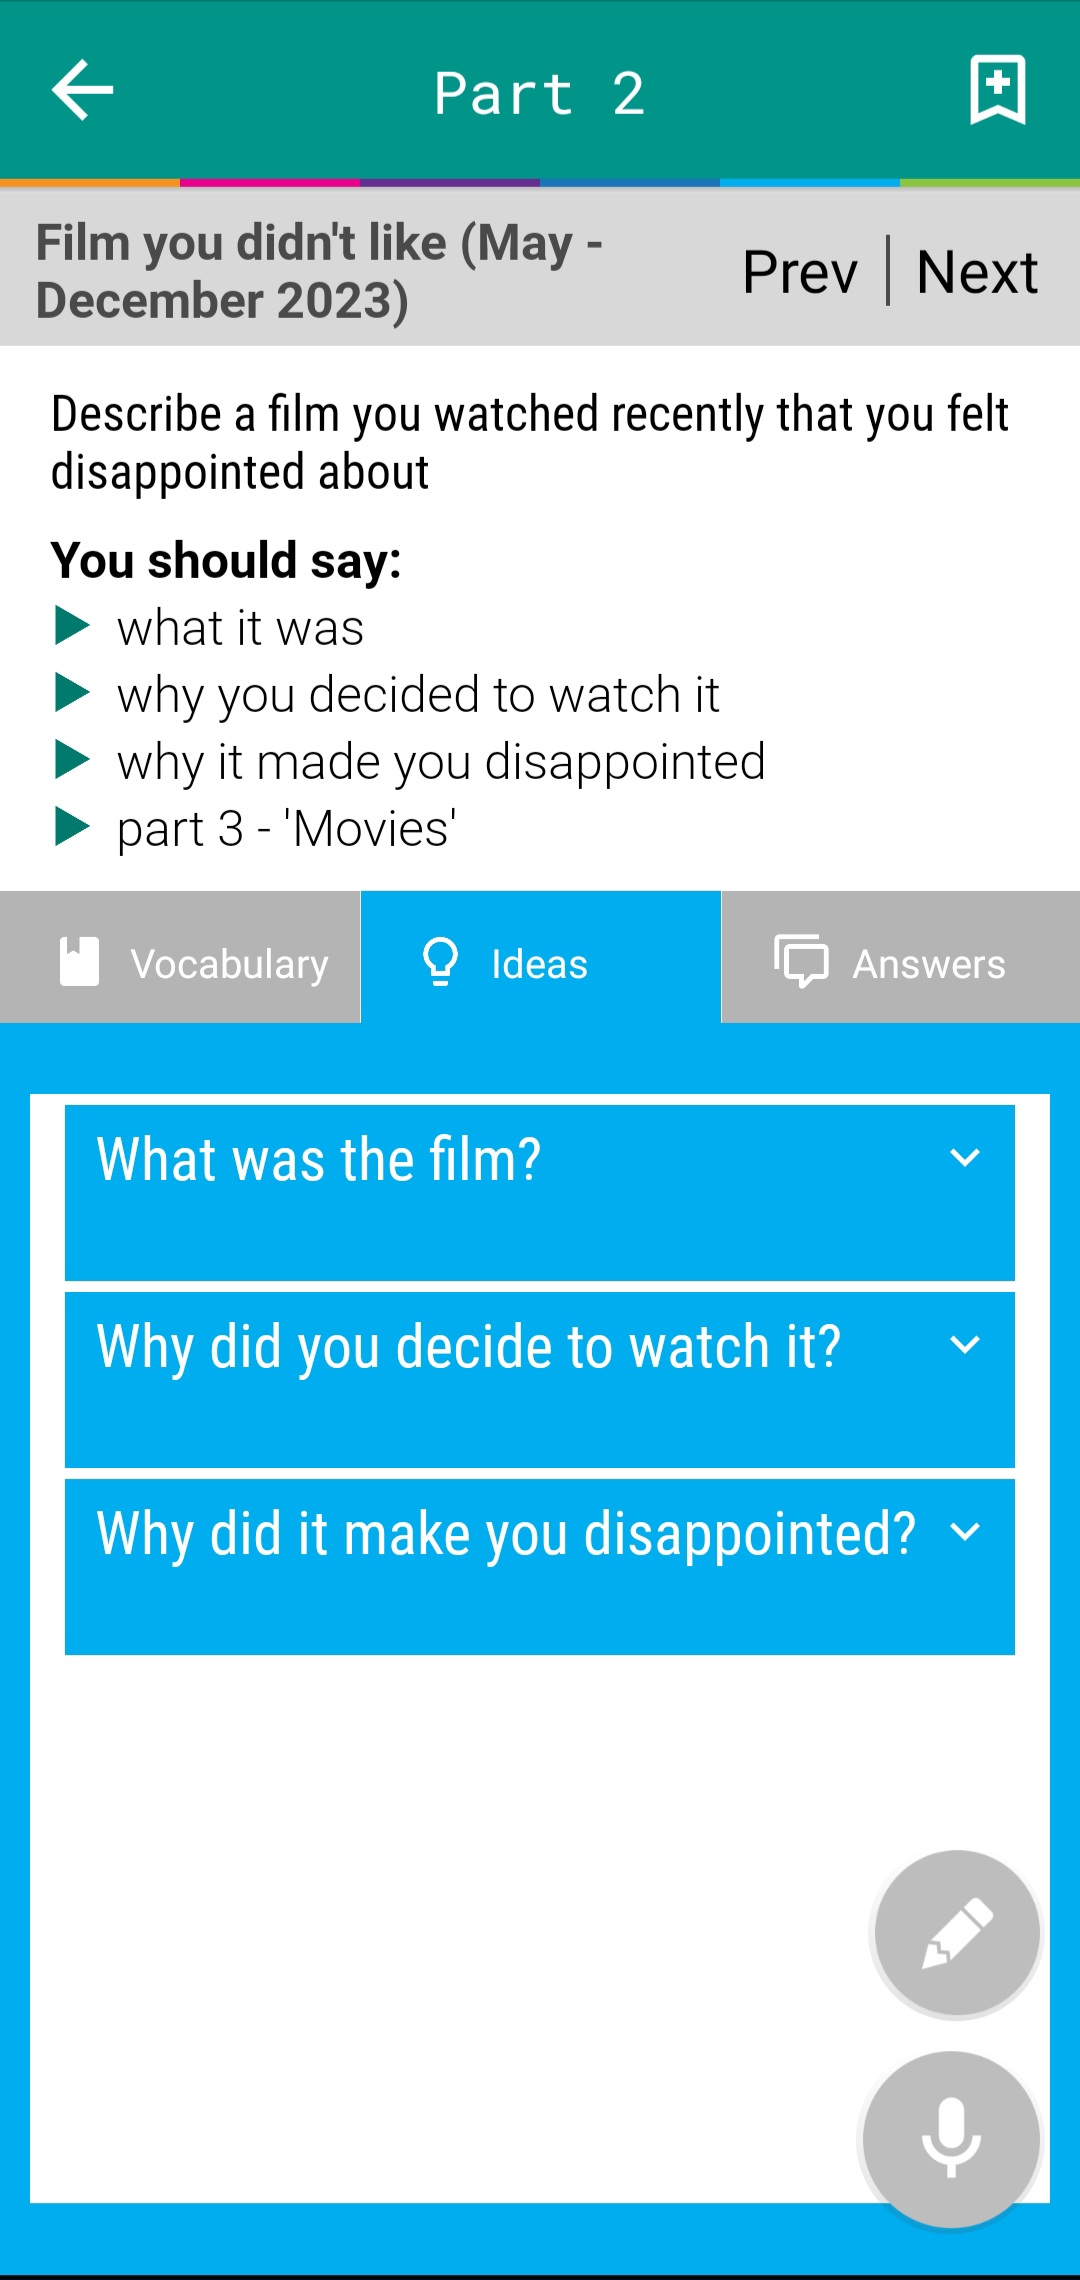 Part 2
Film you didn't like (May -
December 2023)
Prev | Next
Describe a film you watched recently that you felt
disappointed about
You should say:
what it was
why you decided to watch it
why it made you disappointed
part 3 - 'Movies'
Vocabulary
Ideas
Answers
What was the film?
Why did you decide to watch it?
Why did it make you disappointed?